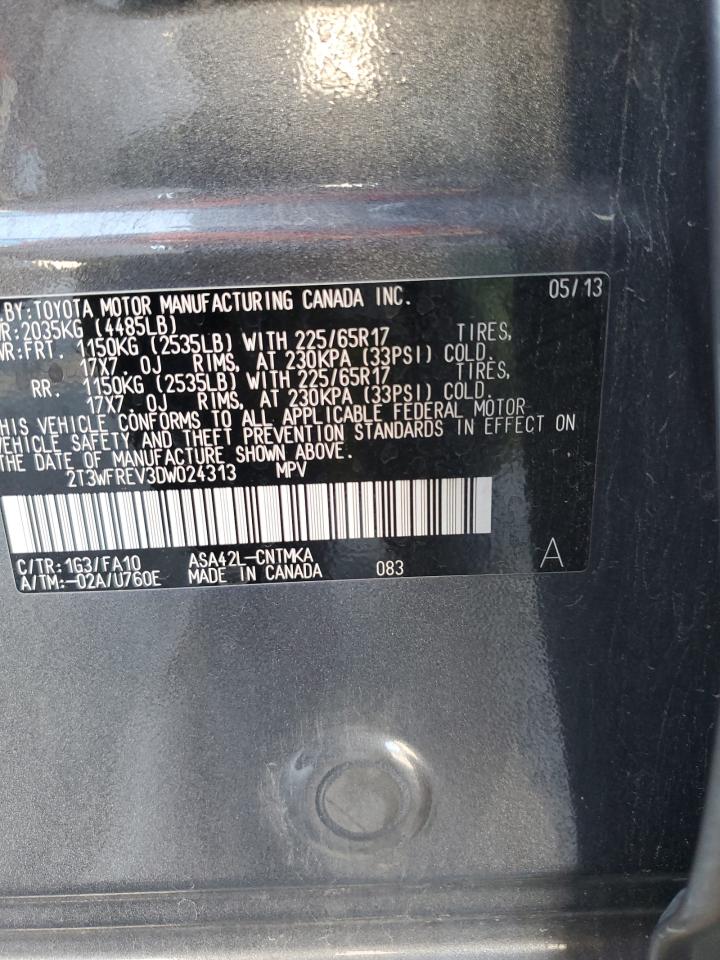 .BY: TOYOTA MOTOR MANUFACTURING CANADA INC. 05/13
R: 2035KG (4485LB)
WR: FRT. 1150KG (2535LB) WITH 225/65R17 TIRES,
17X7.0J RIMS, AT 230KPA (33PSI) COLD.
RR. 1150KG (2535LB) WITH 225/65R17 TIRES,
17X7.0J RIMS, AT 230KPA (33PSI) COLD.
HIS VEHICLE CONFORMS TO ALL APPLICABLE FEDERAL MOTOR
VEHICLE SAFETY AND THEFT PREVENTION STANDARDS IN EFFECT ON
THE DATE OF MANUFACTURE SHOWN ABOVE.
2T3WFREV3DW024313 MPV
C/TR: 1G3/FA10 ASA42L-CNTMKA
A/TM: -02A/U760E MADE IN CANADA 083 A